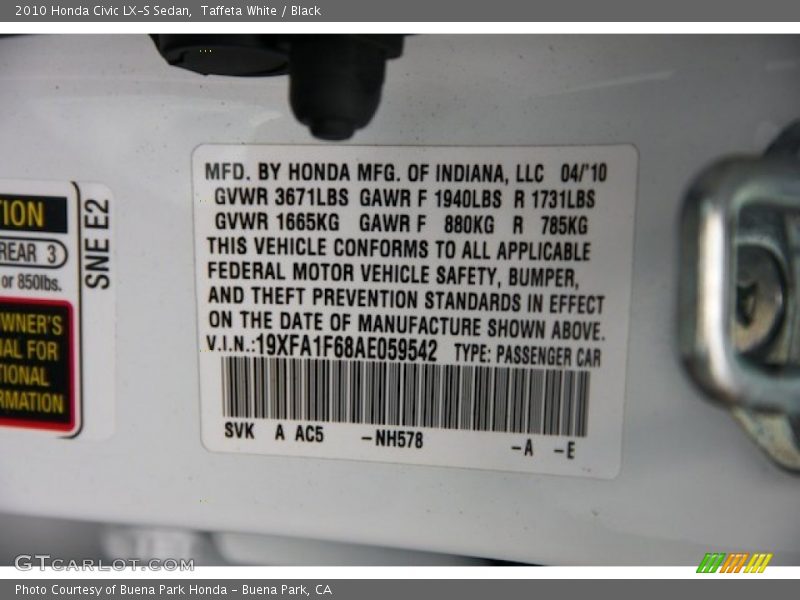 2010 Honda Civic LX-S Sedan, Taffeta White / Black
MFD. BY HONDA MFG. OF INDIANA, LLC 04/'10
GVWR 3671LBS GAWR F 1940LBS R 1731LBS
GVWR 1665KG GAWR F 880KG R 785KG
THIS VEHICLE CONFORMS TO ALL APPLICABLE
FEDERAL MOTOR VEHICLE SAFETY, BUMPER,
AND THEFT PREVENTION STANDARDS IN EFFECT
ON THE DATE OF MANUFACTURE SHOWN ABOVE.
V.I.N.:19XFA1F68AE059542 TYPE: PASSENGER CAR
SVK A AC5 -NH578 -A -E
TION
REAR 3
or 850lbs.
WNER'S
AL FOR
TIONAL
RMATION
SNE E2
GTcarlot.com
Photo Courtesy of Buena Park Honda - Buena Park, CA